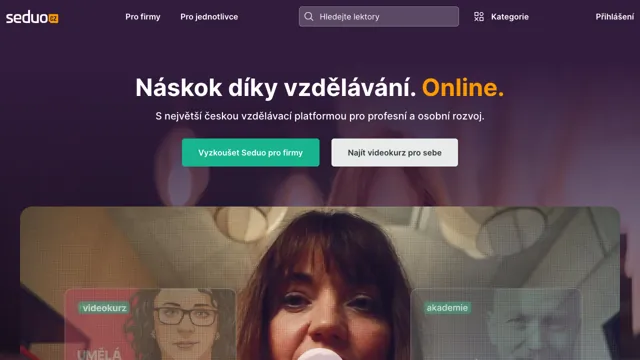 seduo.cz
Pro firmy
Pro jednotlivce
Hledejte lektory
Kategorie
Přihlášení
Náskok díky vzdělávání. Online.
S největší českou vzdělávací platformou pro profesní a osobní rozvoj.
Vyzkoušet Seduo pro firmy
Najít videokurz pro sebe
videokurz
akademie
UMĚLÁ